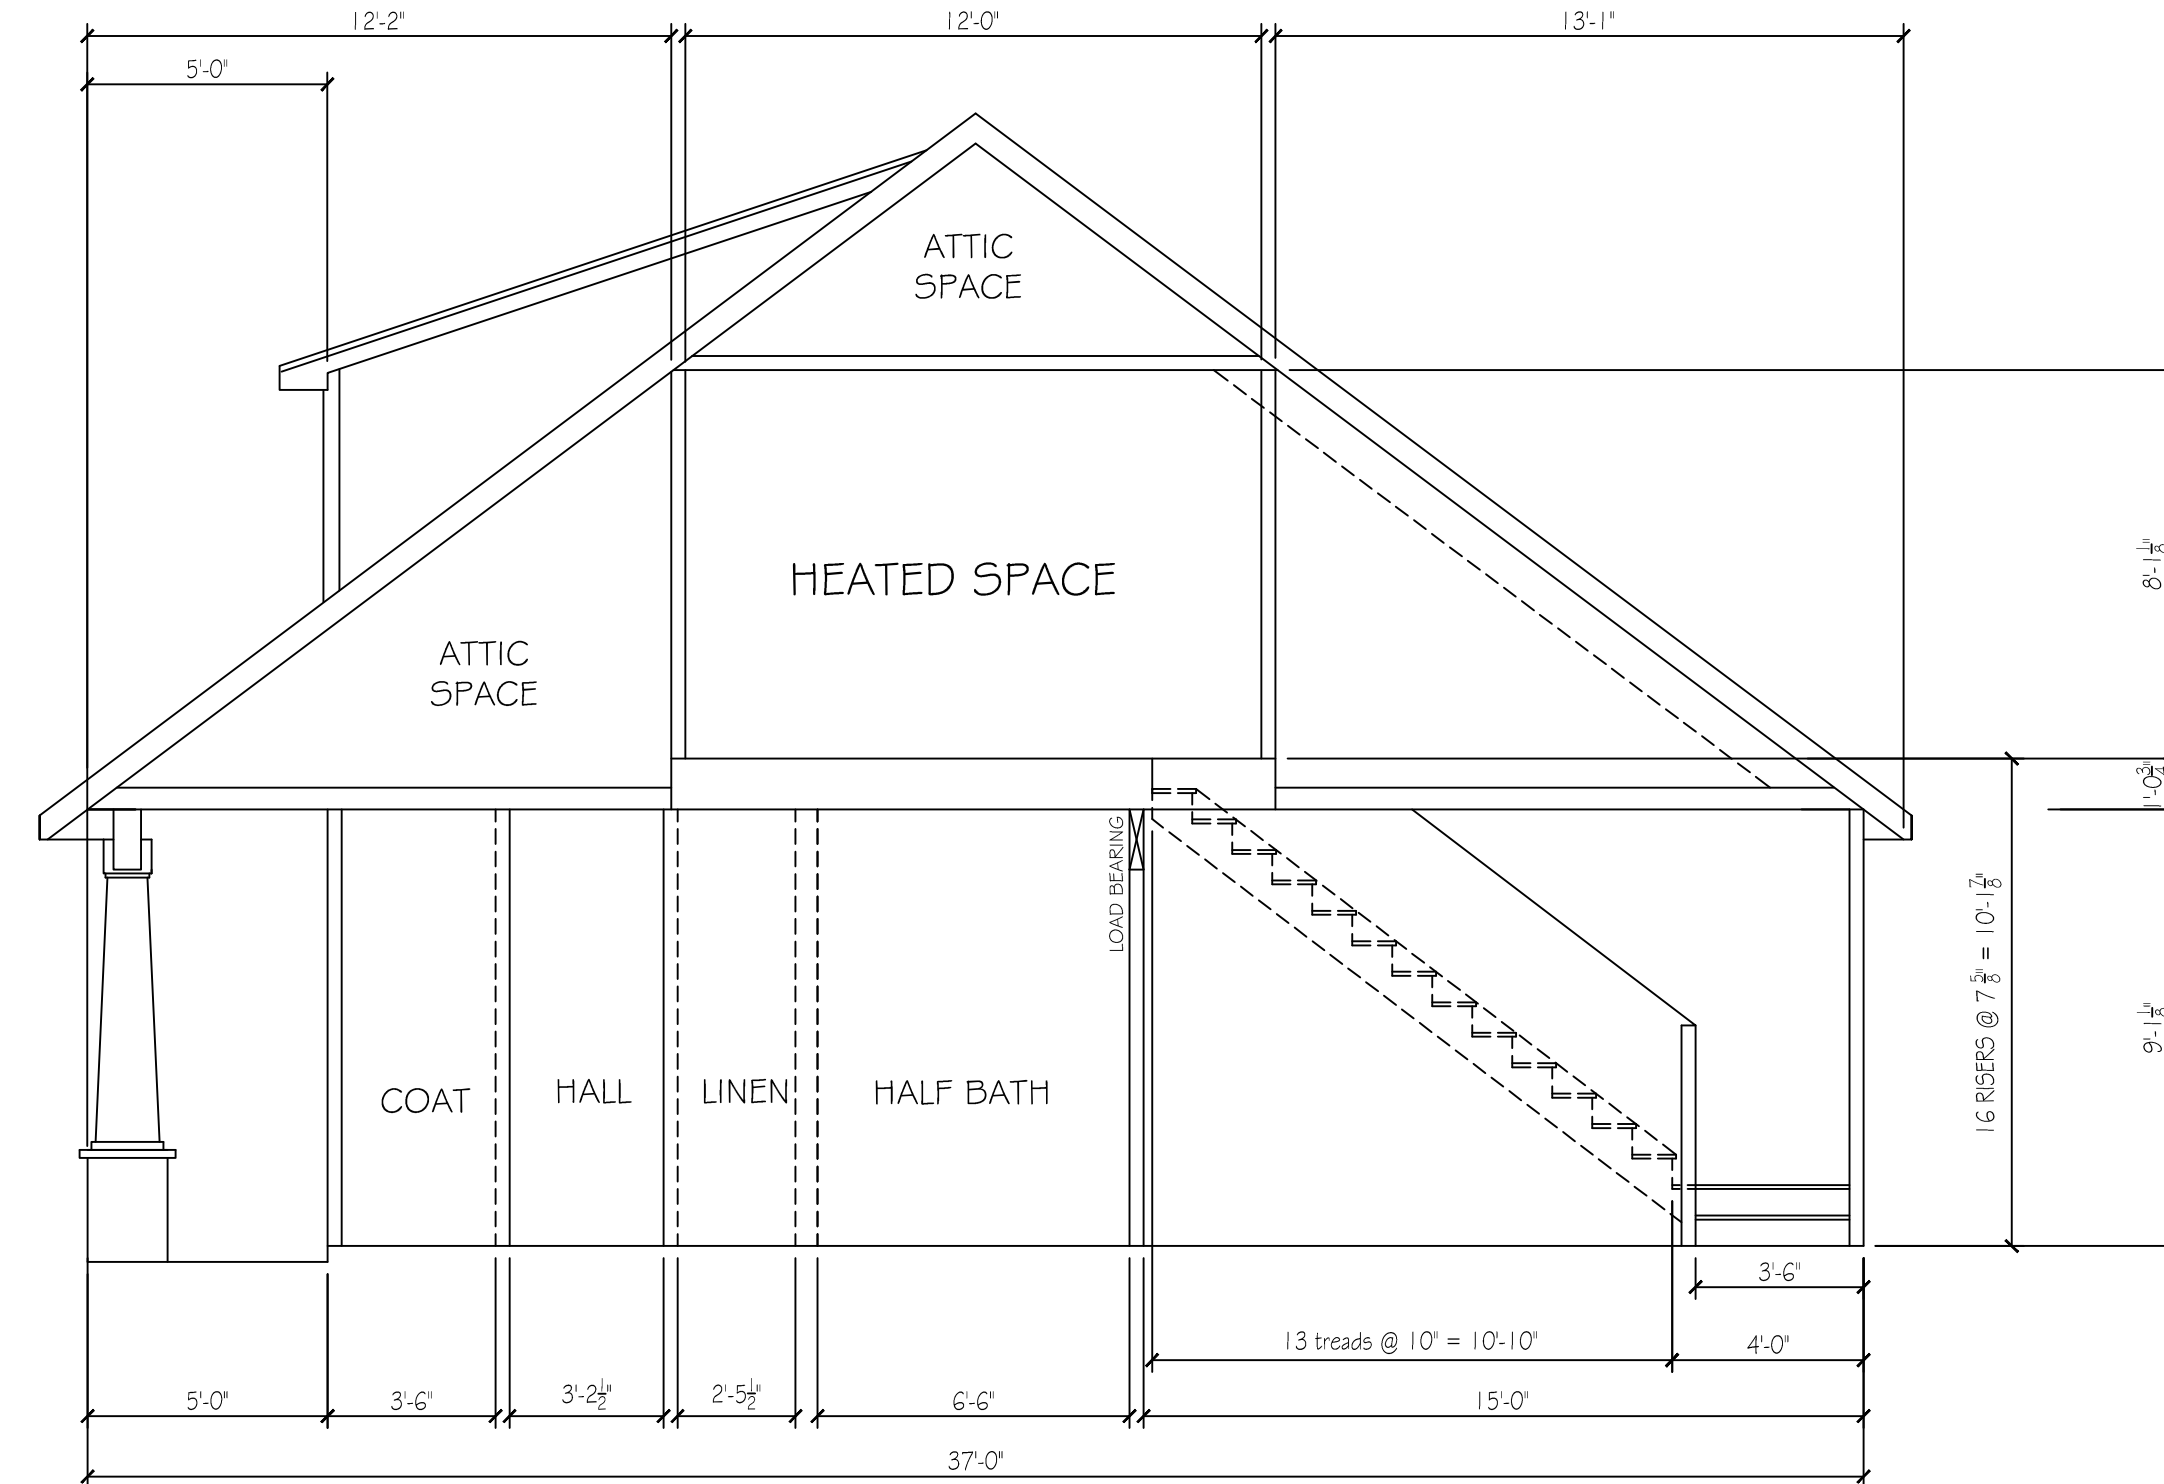 12'-2"
12'-0"
13'-1"
5'-0"
ATTIC
SPACE
HEATED SPACE
8'-1 1/8"
ATTIC
SPACE
1'-0 3/4"
LOAD BEARING
16 RISERS @ 7 5/8" = 10'-1 7/8"
9'-1 1/8"
COAT
HALL
LINEN
HALF BATH
3'-6"
13 treads @ 10" = 10'-10"
4'-0"
5'-0"
3'-6"
3'-2 1/2"
2'-5 1/2"
6'-6"
15'-0"
37'-0"